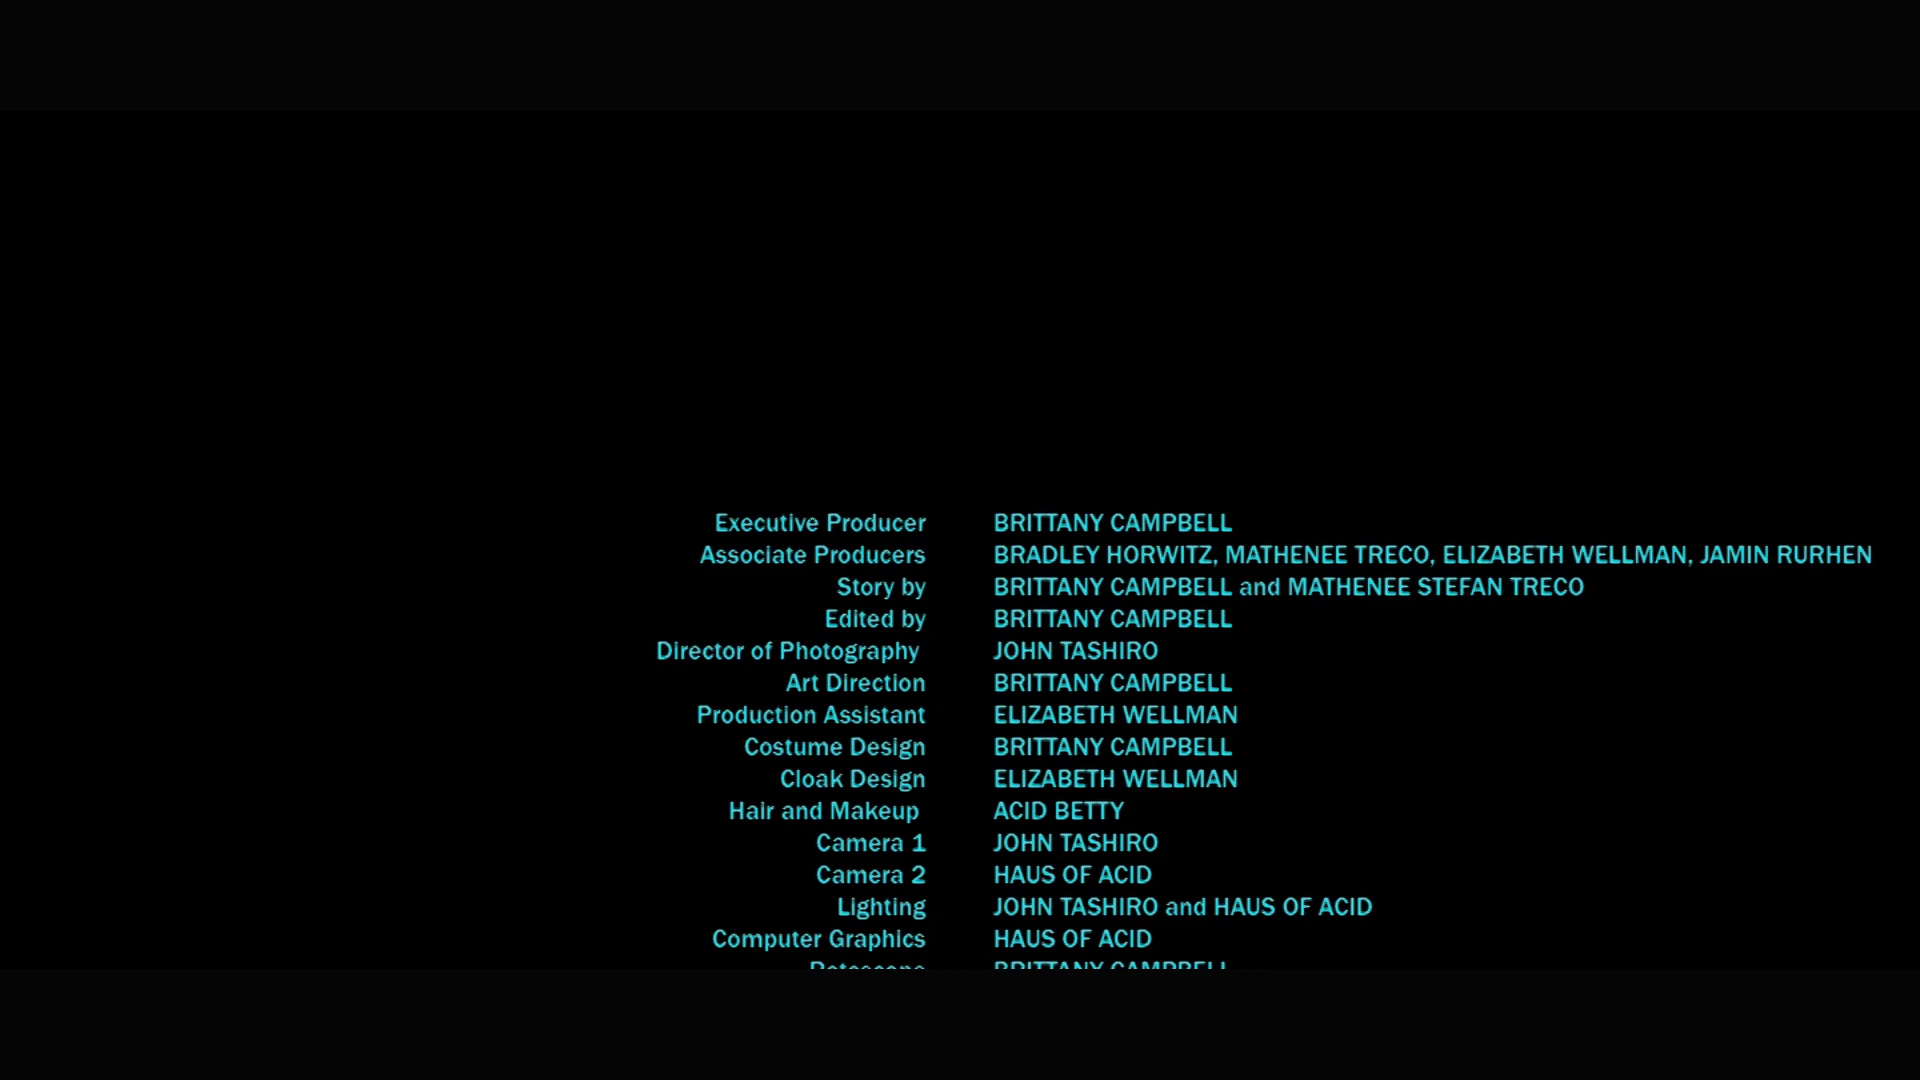 Executive Producer BRITTANY CAMPBELL
Associate Producers BRADLEY HORWITZ, MATHENEE TRECO, ELIZABETH WELLMAN, JAMIN RURHEN
Story by BRITTANY CAMPBELL and MATHENEE STEFAN TRECO
Edited by BRITTANY CAMPBELL
Director of Photography JOHN TASHIRO
Art Direction BRITTANY CAMPBELL
Production Assistant ELIZABETH WELLMAN
Costume Design BRITTANY CAMPBELL
Cloak Design ELIZABETH WELLMAN
Hair and Makeup ACID BETTY
Camera 1 JOHN TASHIRO
Camera 2 HAUS OF ACID
Lighting JOHN TASHIRO and HAUS OF ACID
Computer Graphics HAUS OF ACID
Rotoscope BRITTANY CAMPBELL